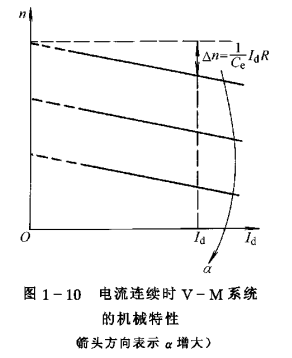 n
Δn=1/Ce IdR
O
Id
Id
α
图 1-10 电流连续时 V-M 系统
的机械特性
(箭头方向表示 α 增大)